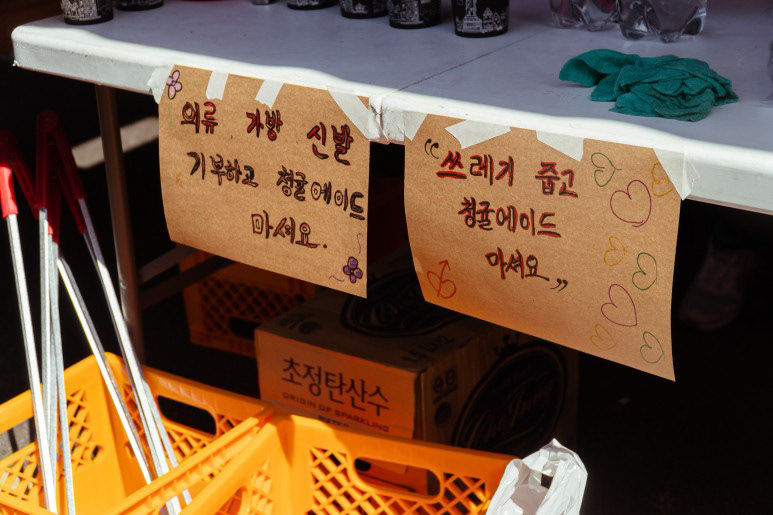 의류 가방 신발
기부하고 청귤에이드
마셔요.
“쓰레기 줍고
청귤에이드
마셔요„
초정탄산수
ORIGIN OF SPARKLING
WATER